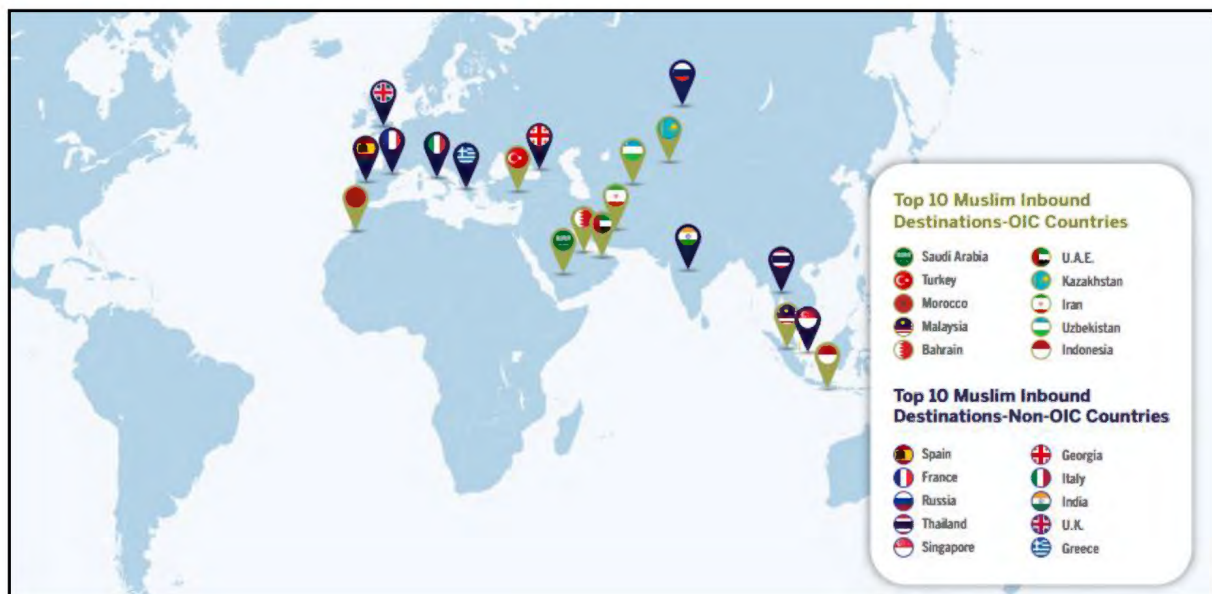 Top 10 Muslim Inbound
Destinations-OIC Countries
Saudi Arabia
Turkey
Morocco
Malaysia
Bahrain
U.A.E.
Kazakhstan
Iran
Uzbekistan
Indonesia
Top 10 Muslim Inbound
Destinations-Non-OIC Countries
Spain
France
Russia
Thailand
Singapore
Georgia
Italy
India
U.K.
Greece